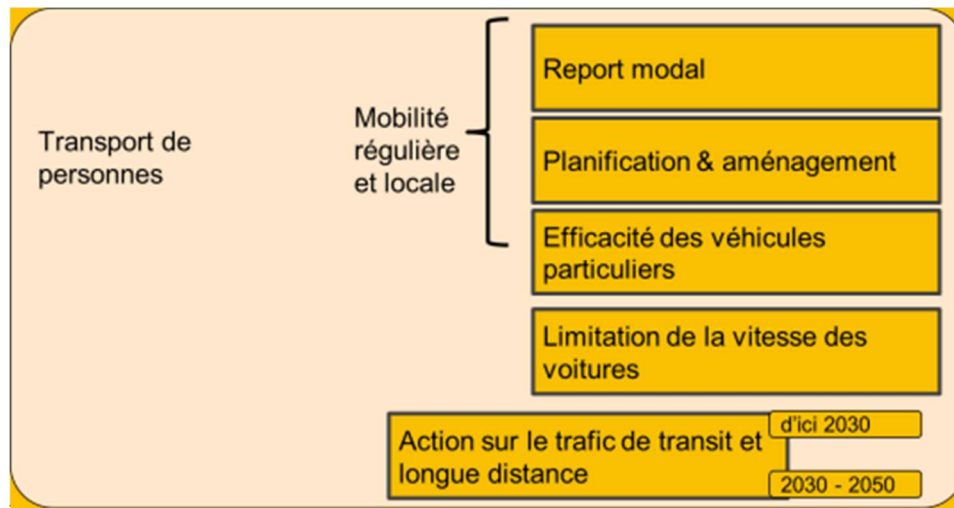 Transport de
personnes
Mobilité
régulière
et locale
Report modal
Planification & aménagement
Efficacité des véhicules
particuliers
Limitation de la vitesse des
voitures
Action sur le trafic de transit et
longue distance
d'ici 2030
2030 - 2050